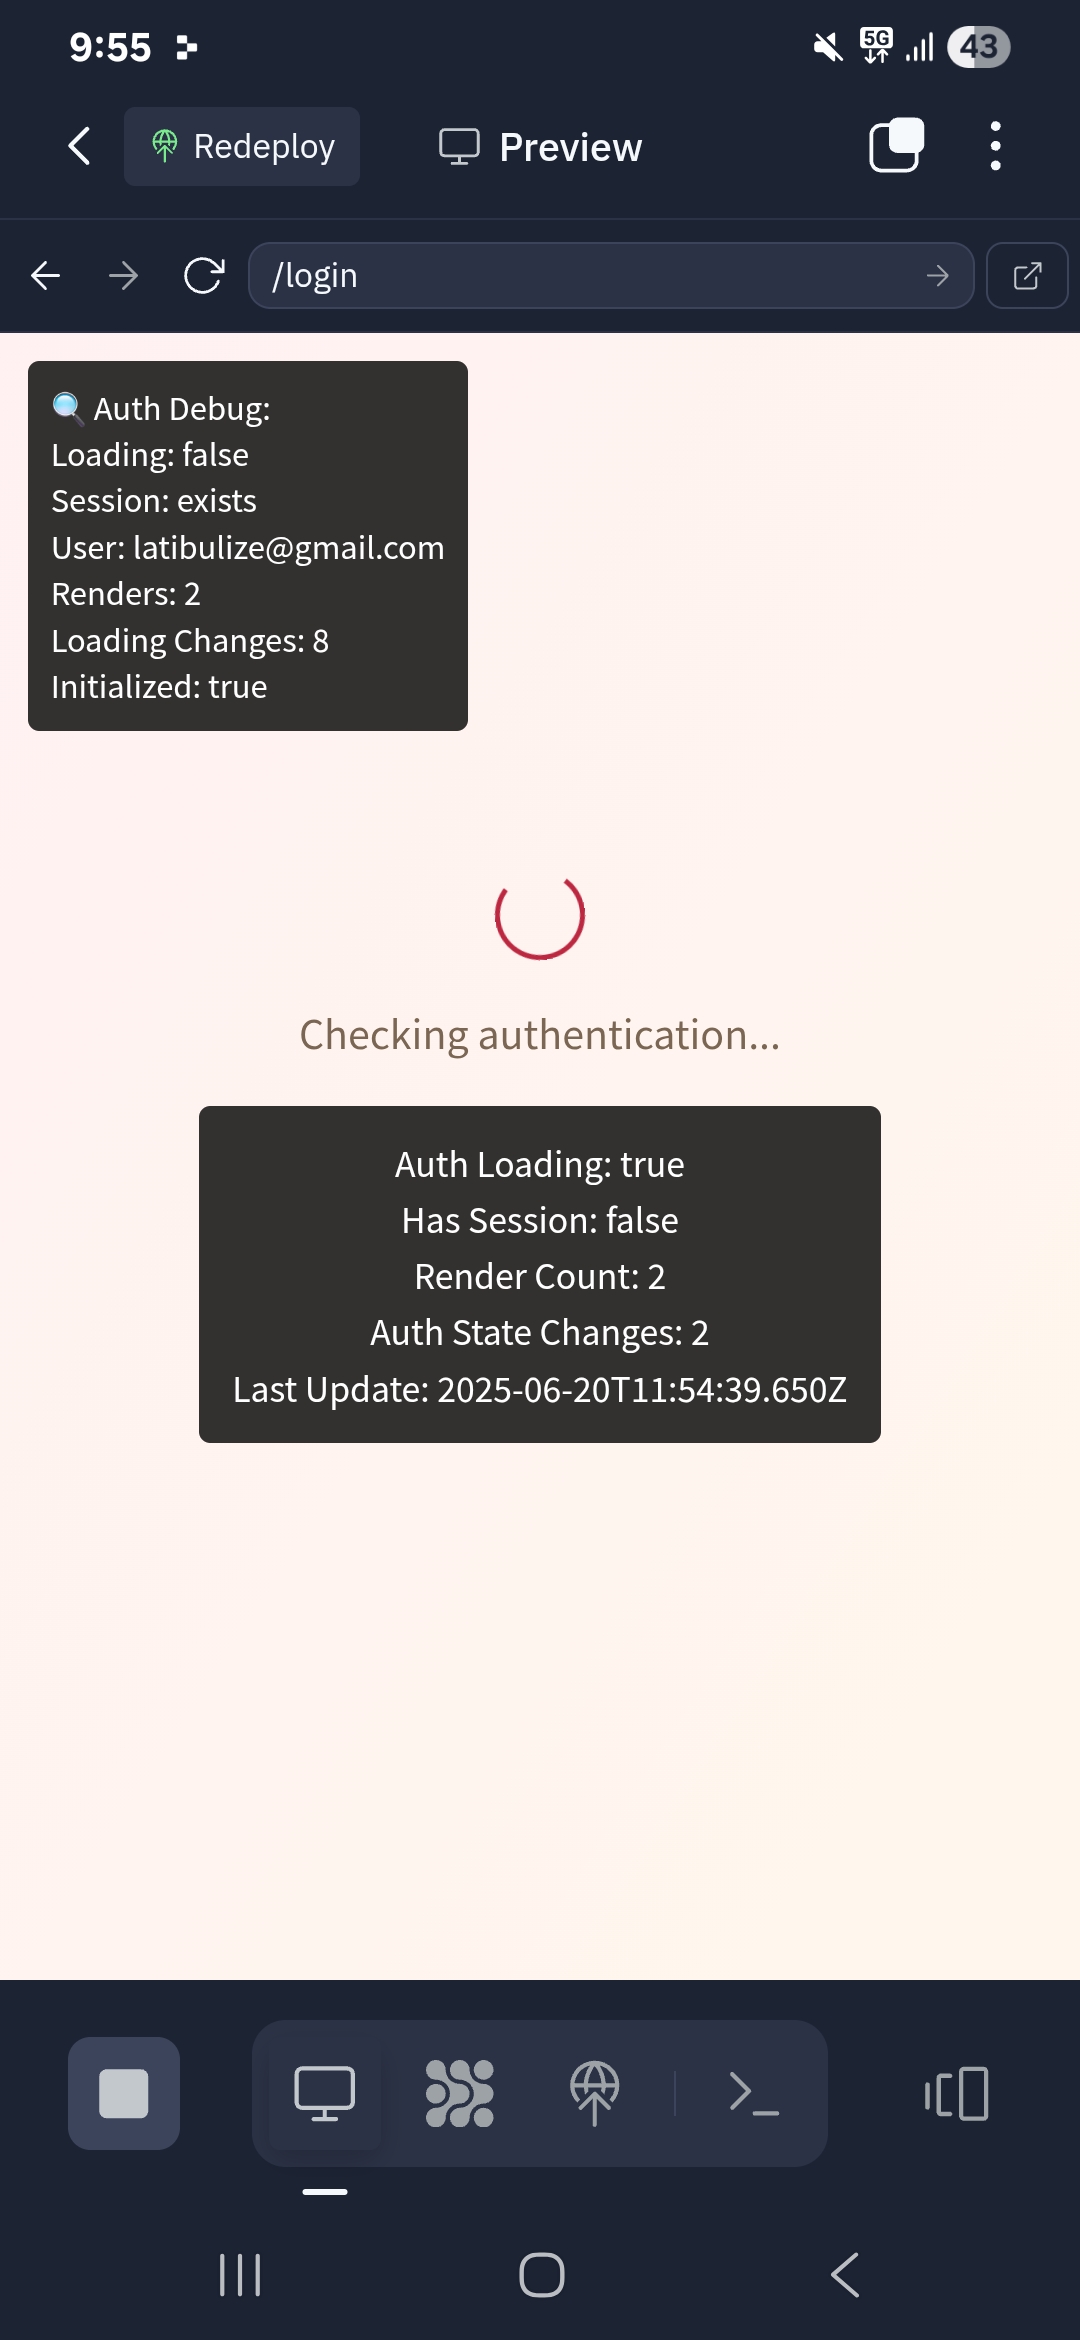 9:55
5G
43
Redeploy
Preview
/login
🔍 Auth Debug:
Loading: false
Session: exists
User: latibulize@gmail.com
Renders: 2
Loading Changes: 8
Initialized: true
Checking authentication...
Auth Loading: true
Has Session: false
Render Count: 2
Auth State Changes: 2
Last Update: 2025-06-20T11:54:39.650Z